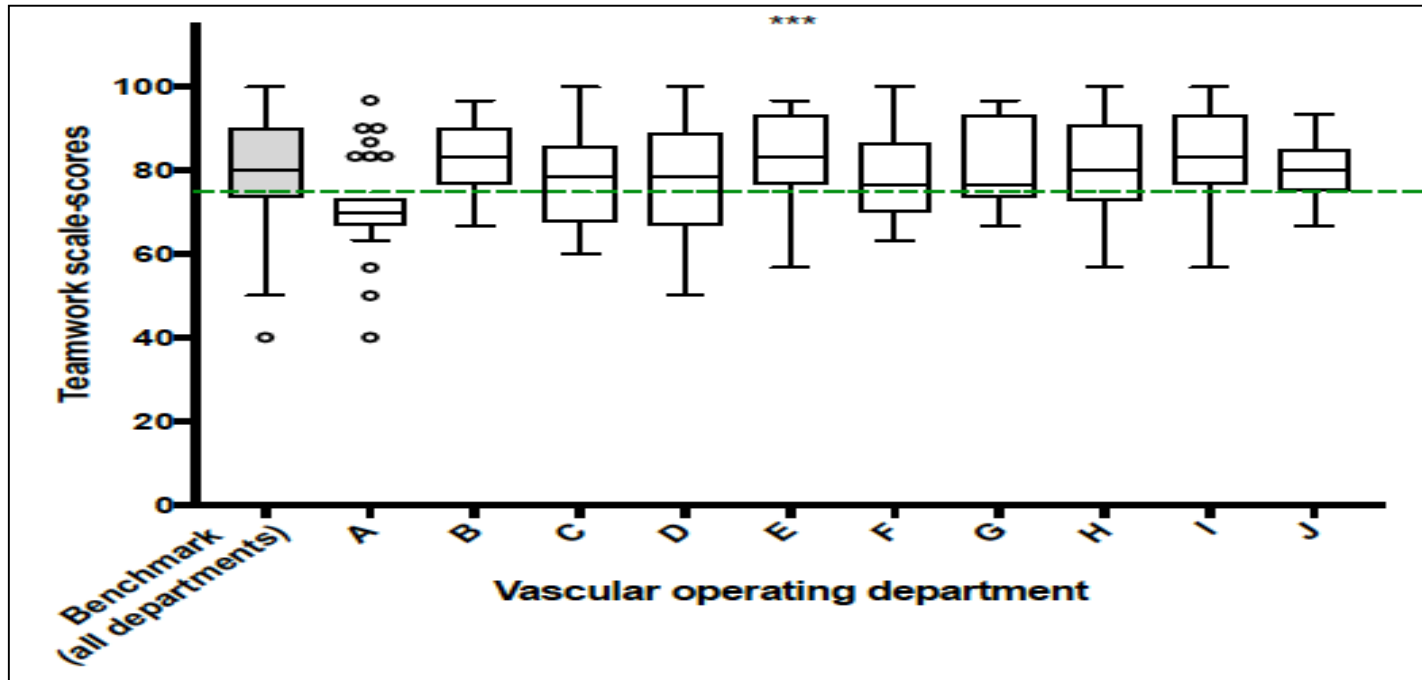 ***
Teamwork scale-scores
100
80
60
40
20
0
Benchmark
(all departments)
A
B
C
D
E
F
G
H
I
J
Vascular operating department